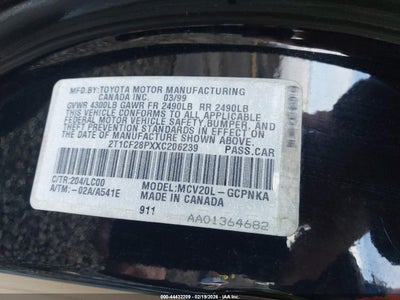 MFD.BY:TOYOTA MOTOR MANUFACTURING
CANADA INC. 03/99
GVWR 4300LB GAWR FR 2490LB RR 2490LB
THIS VEHICLE CONFORMS TO ALL APPLICABLE
FEDERAL MOTOR VEHICLE SAFETY,BUMPER, AND
THEFT PREVENTION STANDARDS IN EFFECT ON
THE DATE OF MANUFACTURE SHOWN ABOVE.
2T1CF28PXXC206239 PASS.CAR
C/TR:204/LC00 MODEL:MCV20L-GCPNKA
A/TM:-02A/A541E MADE IN CANADA
911 AA01364682
© IAA 44432209 - 02/19/2026 - IAAI.COM